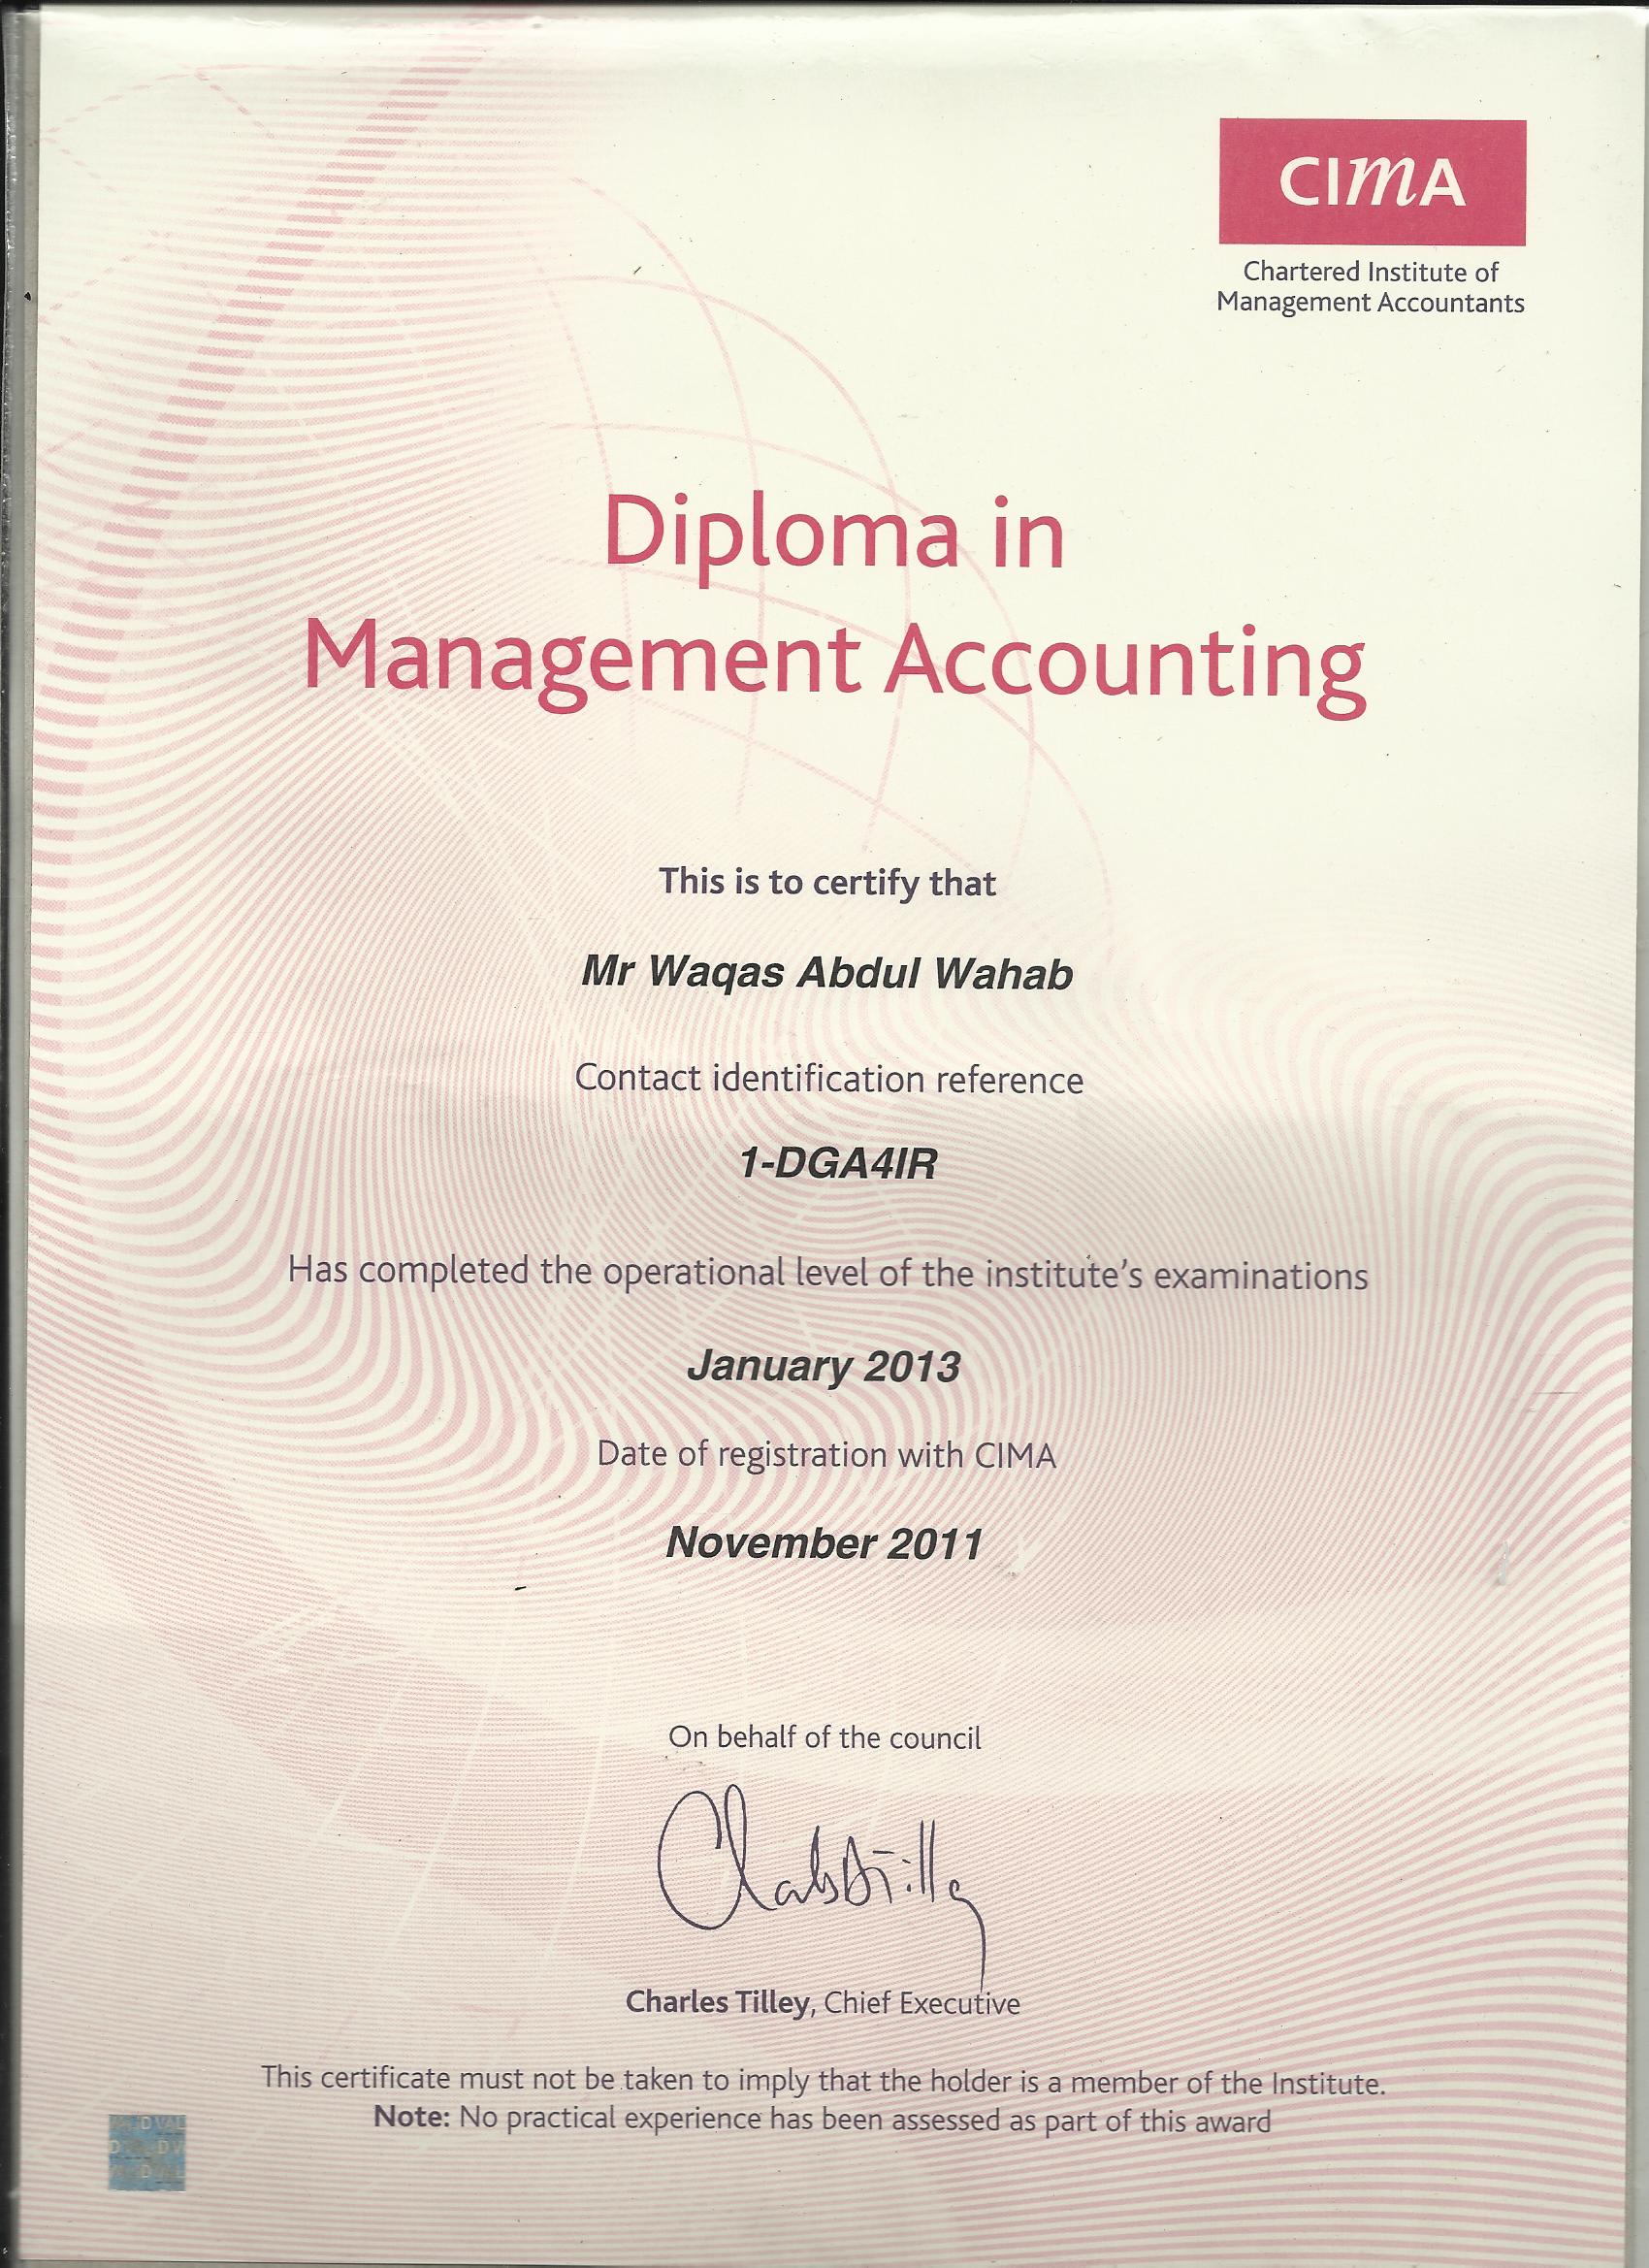 CIMA
Chartered Institute of
Management Accountants
Diploma in
Management Accounting
This is to certify that
Mr Waqas Abdul Wahab
Contact identification reference
1-DGA4IR
Has completed the operational level of the institute's examinations
January 2013
Date of registration with CIMA
November 2011
On behalf of the council
Charles Tilley, Chief Executive
This certificate must not be taken to imply that the holder is a member of the Institute.
Note: No practical experience has been assessed as part of this award